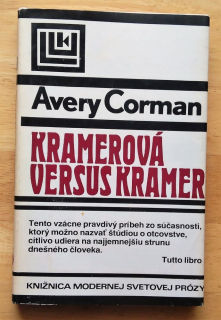 Avery Corman
KRAMEROVÁ
VERSUS KRAMER
Tento vzácne pravdivý príbeh zo súčasnosti,
ktorý možno nazvať štúdiou o otcovstve,
citlivo udiera na najjemnejšiu strunu
dnešného človeka.
Tutto libro
KNIŽNICA MODERNEJ SVETOVEJ PRÓZY